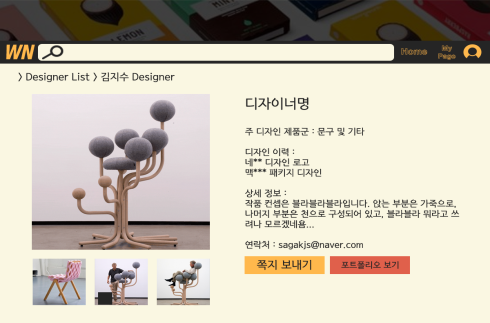 LEMON
WN
Home
My
Page
> Designer List > 김지수 Designer
디자이너명
주 디자인 제품군 : 문구 및 기타
디자인 이력 :
네** 디자인 로고
맥*** 패키지 디자인
상세 정보 :
작품 컨셉은 블라블라블라입니다. 앉는 부분은 가죽으로,
나머지 부분은 천으로 구성되어 있고, 블라블라 뭐라고 쓰
려나 모르겠네욤...
연락처 : sagakjs@naver.com
쪽지 보내기
포트폴리오 보기